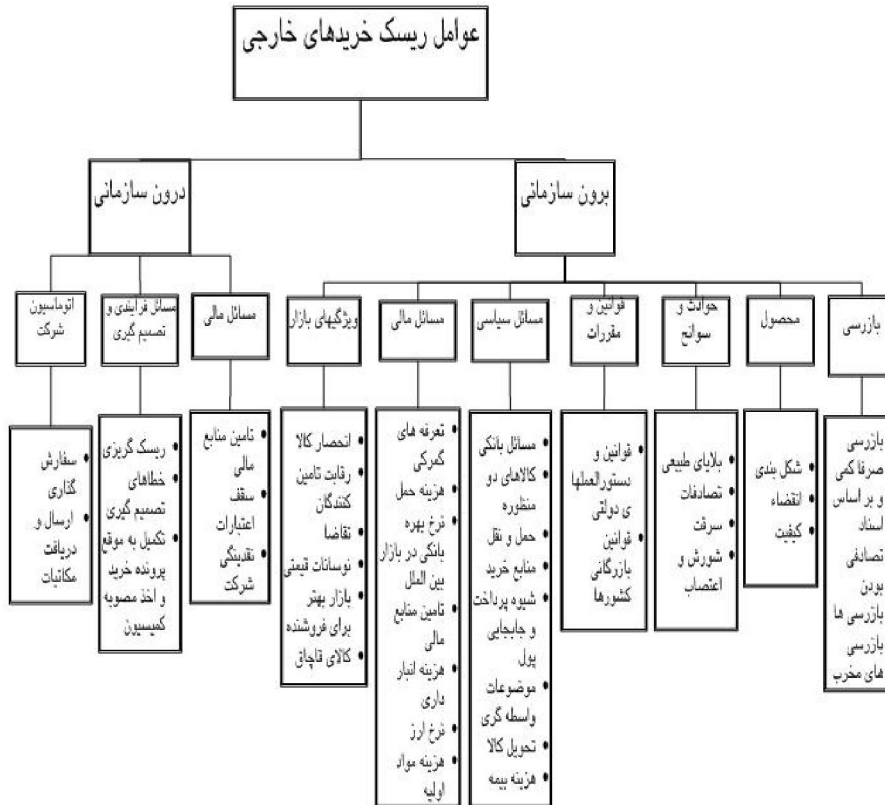 عوامل ریسک خریدهای خارجی
برون سازمانی
درون سازمانی
بازرسی
محصول
حوادث و
سوانح
قوانین و
مقررات
مسائل سیاسی
مسائل مالی
ویژگیهای بازار
مسائل مالی
مسائل فرآیندی و
تصمیم گیری
اتوماسیون
شرکت
بازرسی
صرفا کمی
و بر اساس
اسناد
تصادفی
بودن
بازرسی ها
بازرسی
های مخرب
• شکل بندی
• انقضاء
• کیفیت
• بلایای طبیعی
• تصادفات
• سرقت
• شورش و
اعتصاب
• قوانین و
دستورالعملها
ی دولتی
• قوانین
بازرگانی
کشورها
• مسائل بانکی
• کالاهای دو
منظوره
• حمل و نقل
• منابع خرید
• شیوه پرداخت
و جابجایی
پول
• موضوعات
واسطه گری
• تحویل کالا
• هزینه بیمه
• تعرفه های
گمرکی
• هزینه حمل
• نرخ بهره
بانکی در بازار
بین الملل
• تامین منابع
مالی
• هزینه انبار
داری
• نرخ ارز
• هزینه مواد
اولیه
• انحصار کالا
• رقابت تامین
کنندگان
• تقاضا
• نوسانات قیمتی
• بازار بهتر
برای فروشنده
• کالای قاچاق
• تامین منابع
مالی
• سقف
اعتبارات
• نقدینگی
شرکت
• ریسک گریزی
• خطاهای
تصمیم گیری
• تکمیل به موقع
پرونده خرید
و اخذ مصوبه
کمیسیون
• سفارش
گذاری
• ارسال و
دریافت
مکاتبات